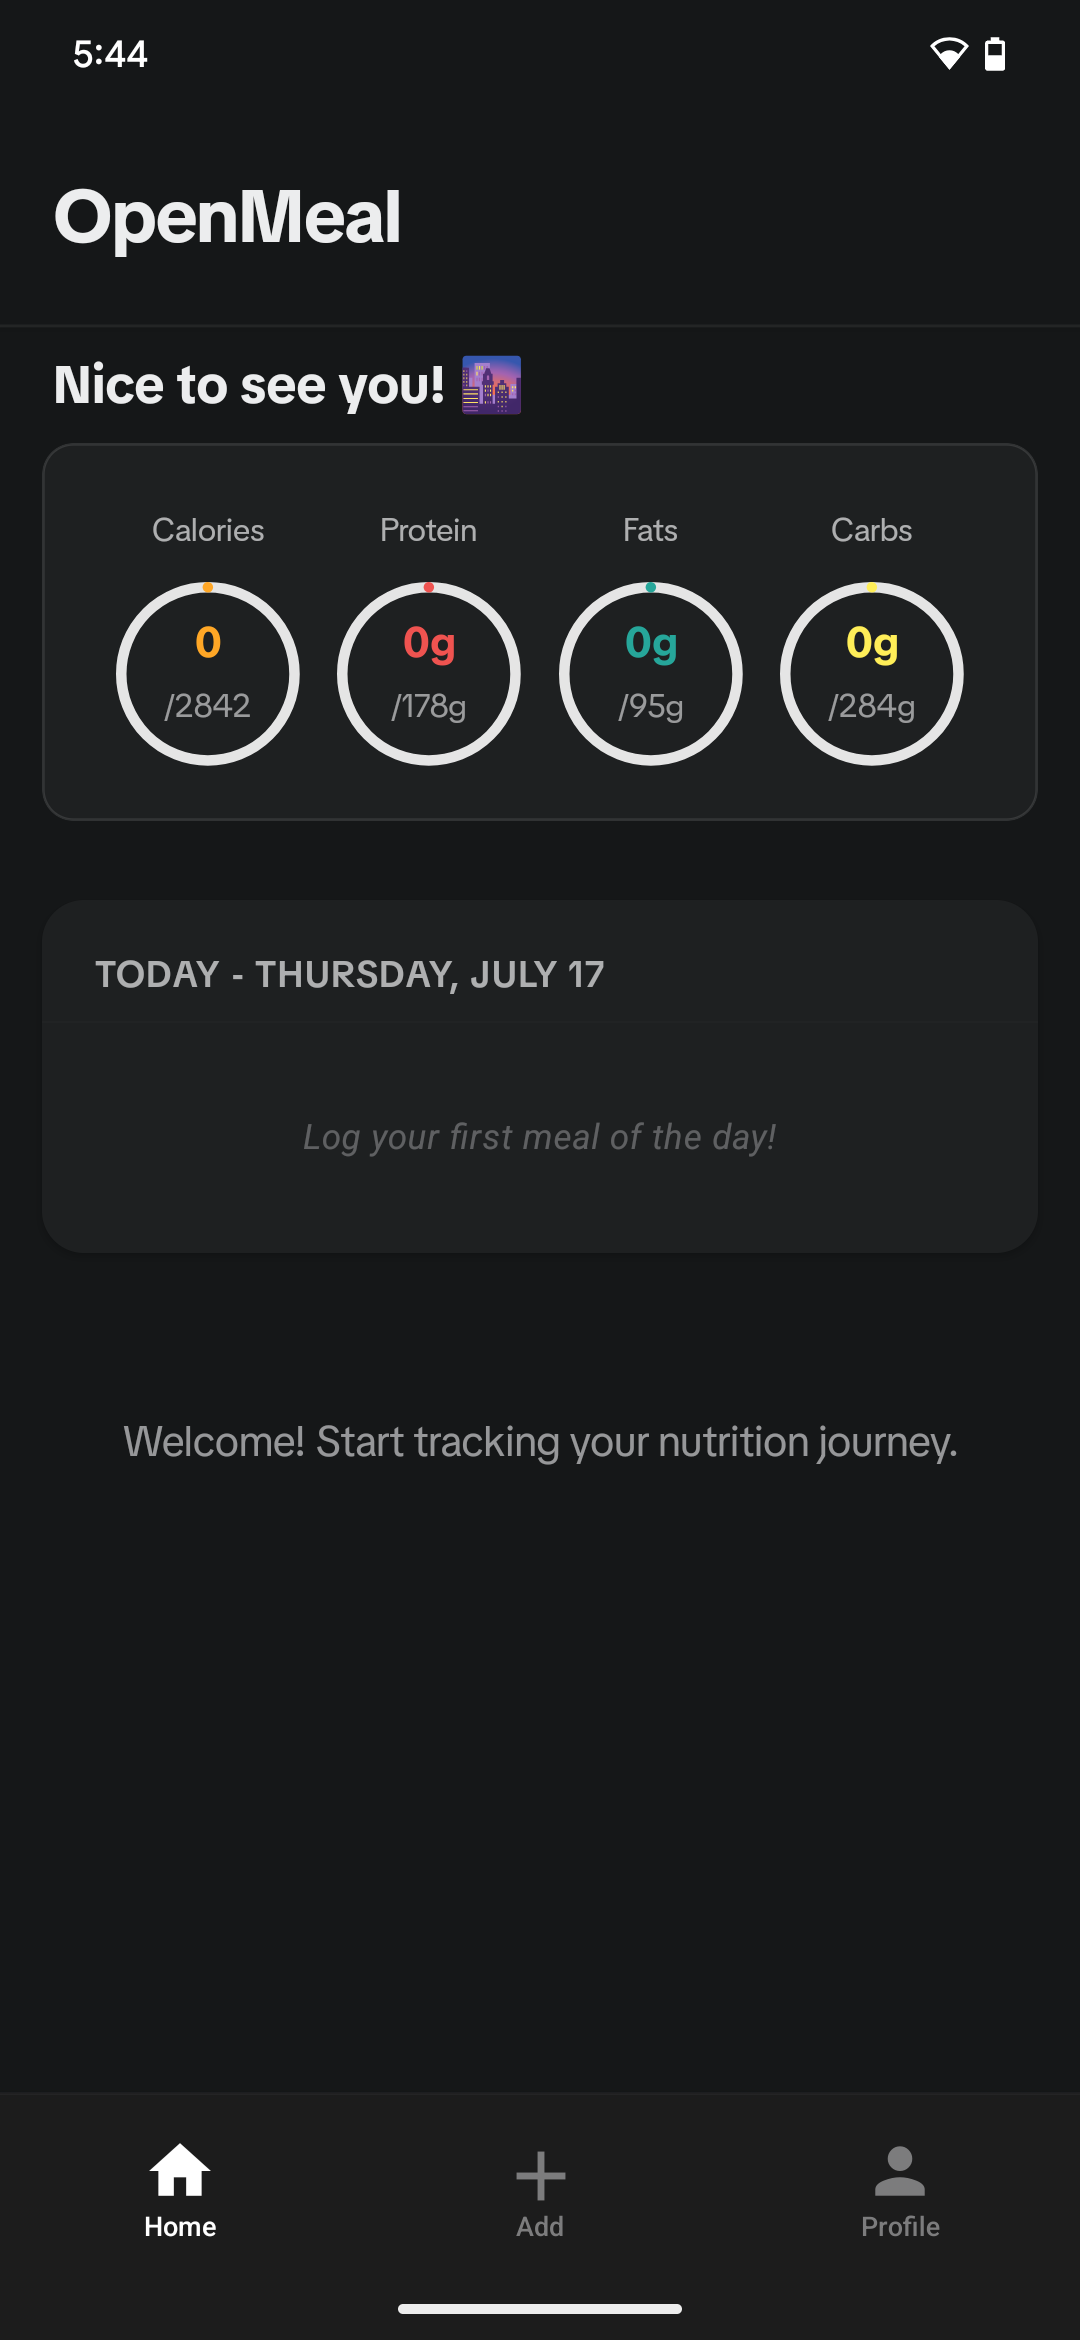 5:44
OpenMeal
Nice to see you! 🌆
Calories Protein Fats Carbs
0 0g 0g 0g
/2842 /178g /95g /284g
TODAY - THURSDAY, JULY 17
Log your first meal of the day!
Welcome! Start tracking your nutrition journey.
Home Add Profile